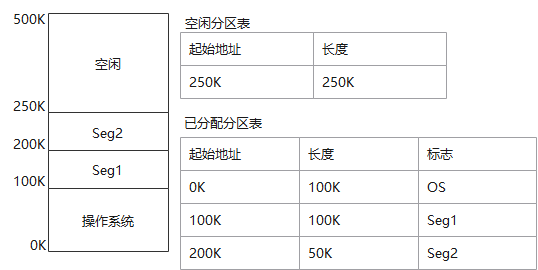 500K
空闲
250K
Seg2
200K
Seg1
100K
操作系统
0K
空闲分区表
起始地址 长度
250K 250K
已分配分区表
起始地址 长度 标志
0K 100K OS
100K 100K Seg1
200K 50K Seg2